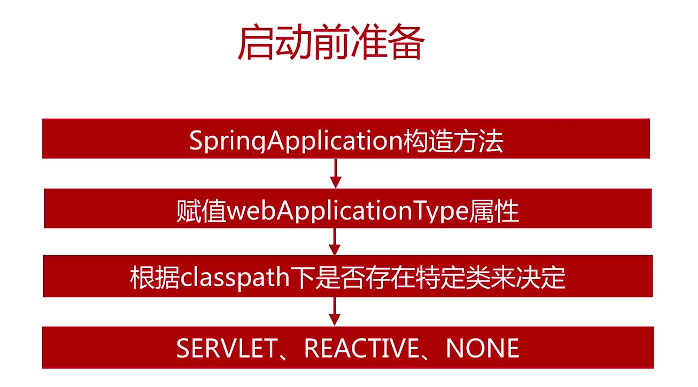 启动前准备
SpringApplication构造方法
赋值webApplicationType属性
根据classpath下是否存在特定类来决定
SERVLET、REACTIVE、NONE